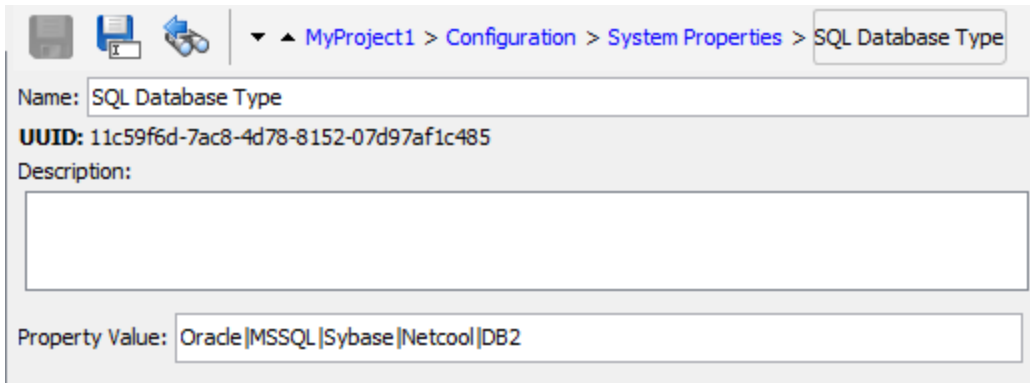 MyProject1 > Configuration > System Properties > SQL Database Type
Name: SQL Database Type
UUID: 11c59f6d-7ac8-4d78-8152-07d97af1c485
Description:
Property Value: Oracle|MSSQL|Sybase|Netcool|DB2